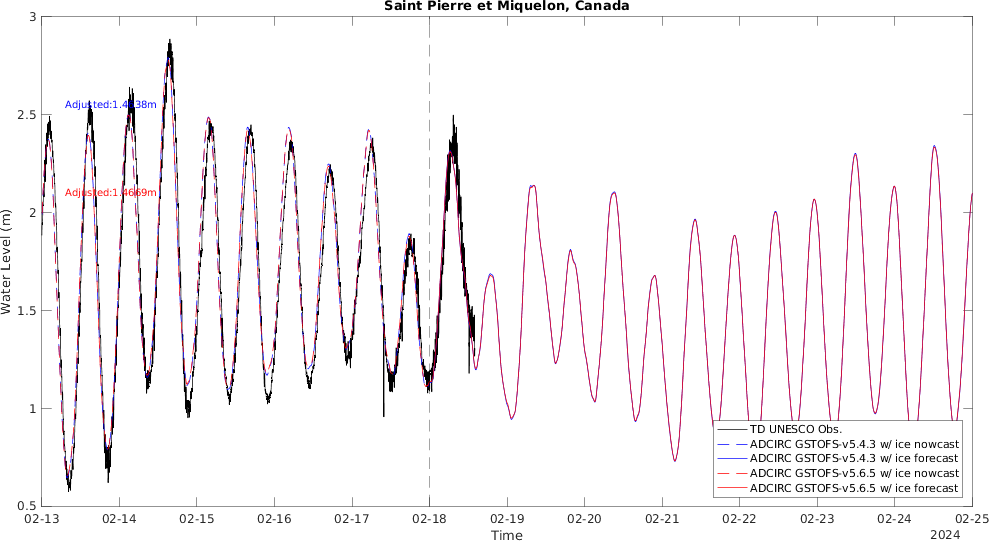 Saint Pierre et Miquelon, Canada
3
2.5
2
1.5
1
0.5
Water Level (m)
Adjusted:1.4669m
02-13
02-14
02-15
02-16
02-17
02-18
02-19
02-20
02-21
02-22
02-23
02-24
02-25
Time
2024
TD UNESCO Obs.
ADCIRC GSTOFS-v5.4.3 w/ ice nowcast
ADCIRC GSTOFS-v5.4.3 w/ ice forecast
ADCIRC GSTOFS-v5.6.5 w/ ice nowcast
ADCIRC GSTOFS-v5.6.5 w/ ice forecast